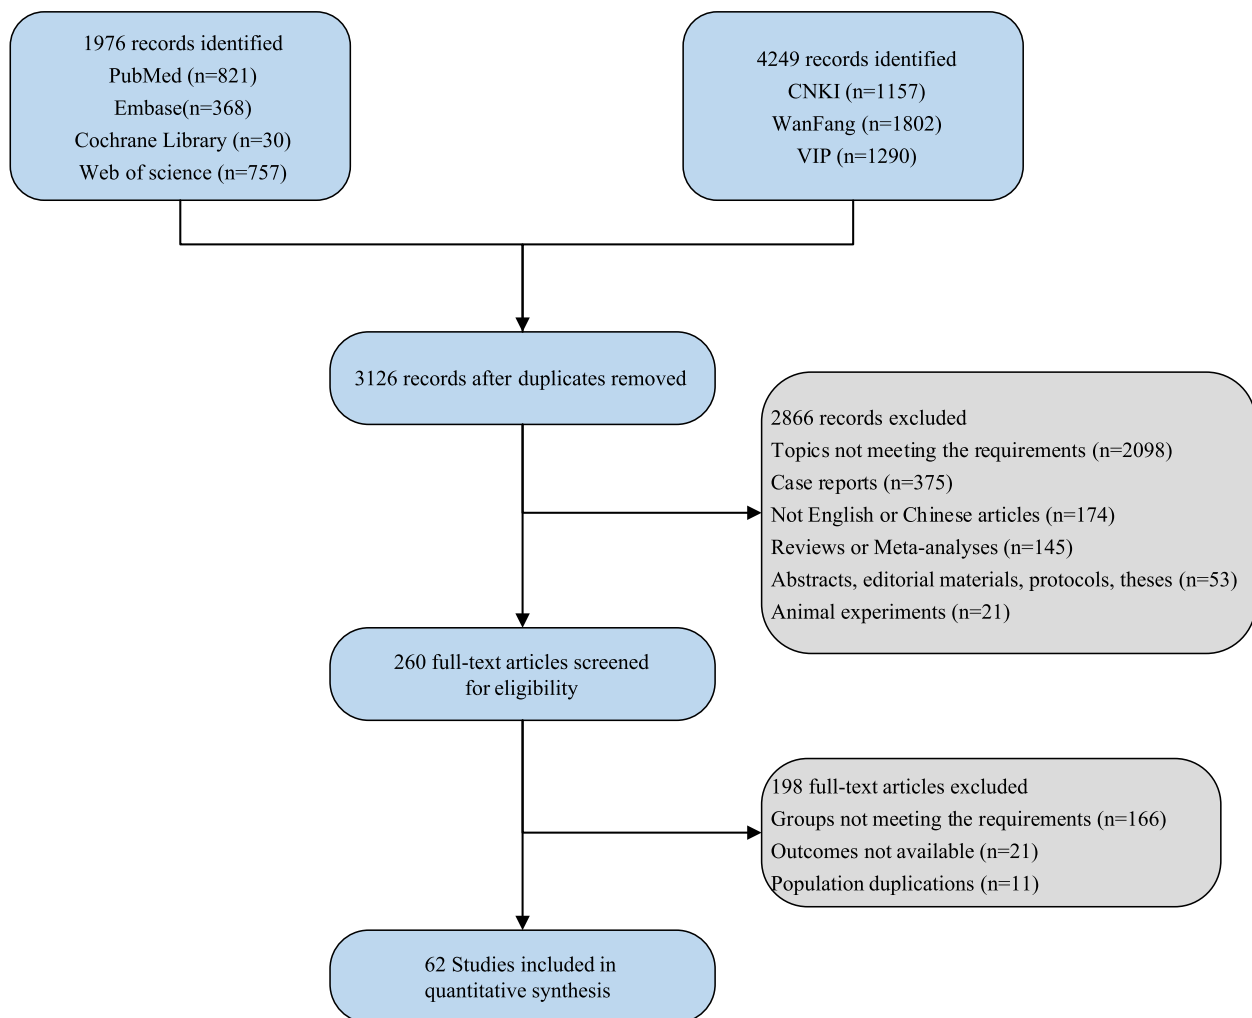 1976 records identified
PubMed (n=821)
Embase(n=368)
Cochrane Library (n=30)
Web of science (n=757)
4249 records identified
CNKI (n=1157)
WanFang (n=1802)
VIP (n=1290)
3126 records after duplicates removed
2866 records excluded
Topics not meeting the requirements (n=2098)
Case reports (n=375)
Not English or Chinese articles (n=174)
Reviews or Meta-analyses (n=145)
Abstracts, editorial materials, protocols, theses (n=53)
Animal experiments (n=21)
260 full-text articles screened
for eligibility
198 full-text articles excluded
Groups not meeting the requirements (n=166)
Outcomes not available (n=21)
Population duplications (n=11)
62 Studies included in
quantitative synthesis